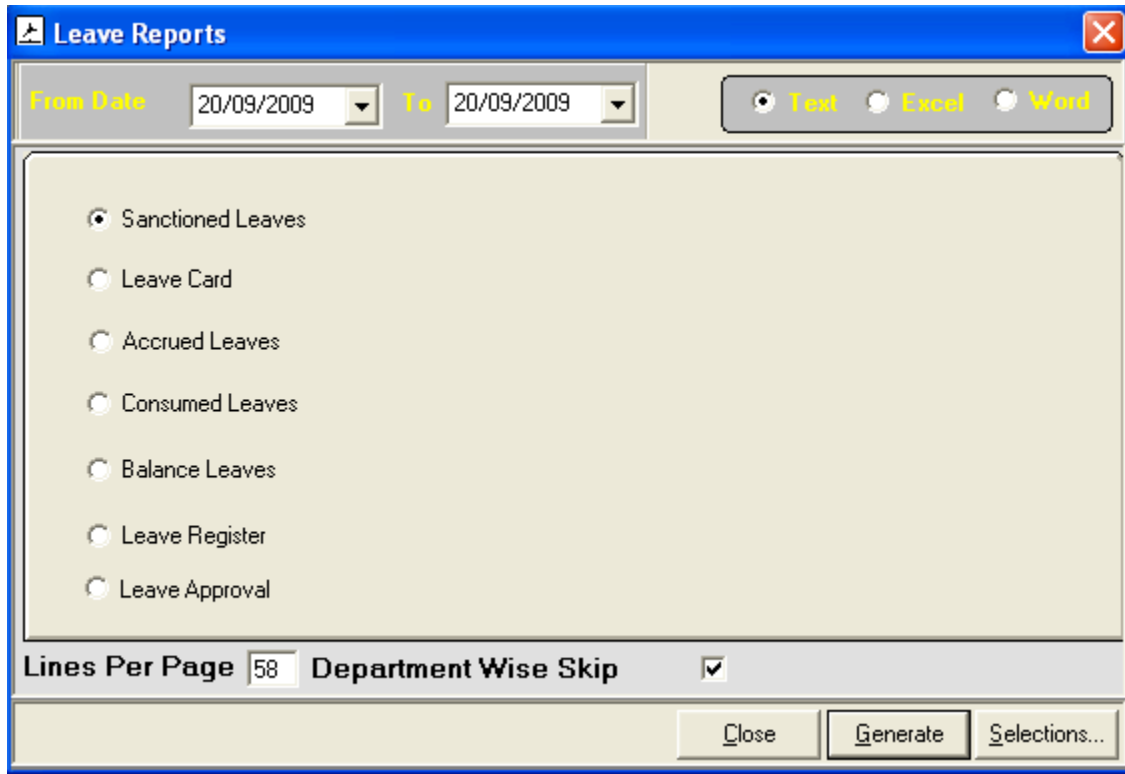 Leave Reports
From Date 20/09/2009 To 20/09/2009 Text Excel Word
Sanctioned Leaves
Leave Card
Accrued Leaves
Consumed Leaves
Balance Leaves
Leave Register
Leave Approval
Lines Per Page 58 Department Wise Skip
Close Generate Selections...